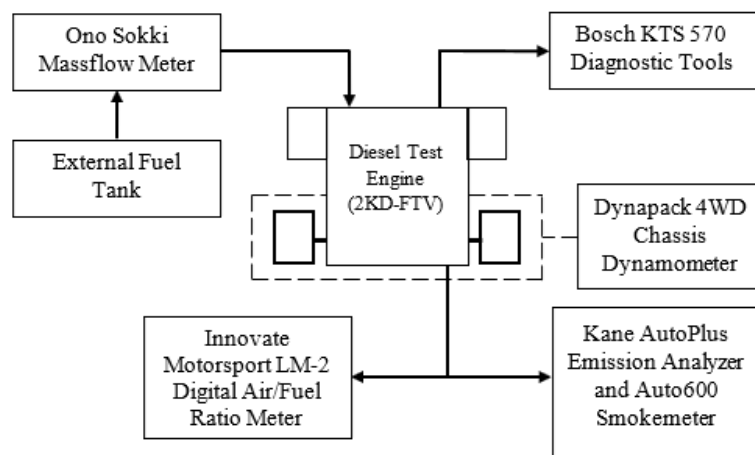 Ono Sokki
Massflow Meter
Bosch KTS 570
Diagnostic Tools
External Fuel
Tank
Diesel Test
Engine
(2KD-FTV)
Dynapack 4WD
Chassis
Dynamometer
Innovate
Motorsport LM-2
Digital Air/Fuel
Ratio Meter
Kane AutoPlus
Emission Analyzer
and Auto600
Smokemeter